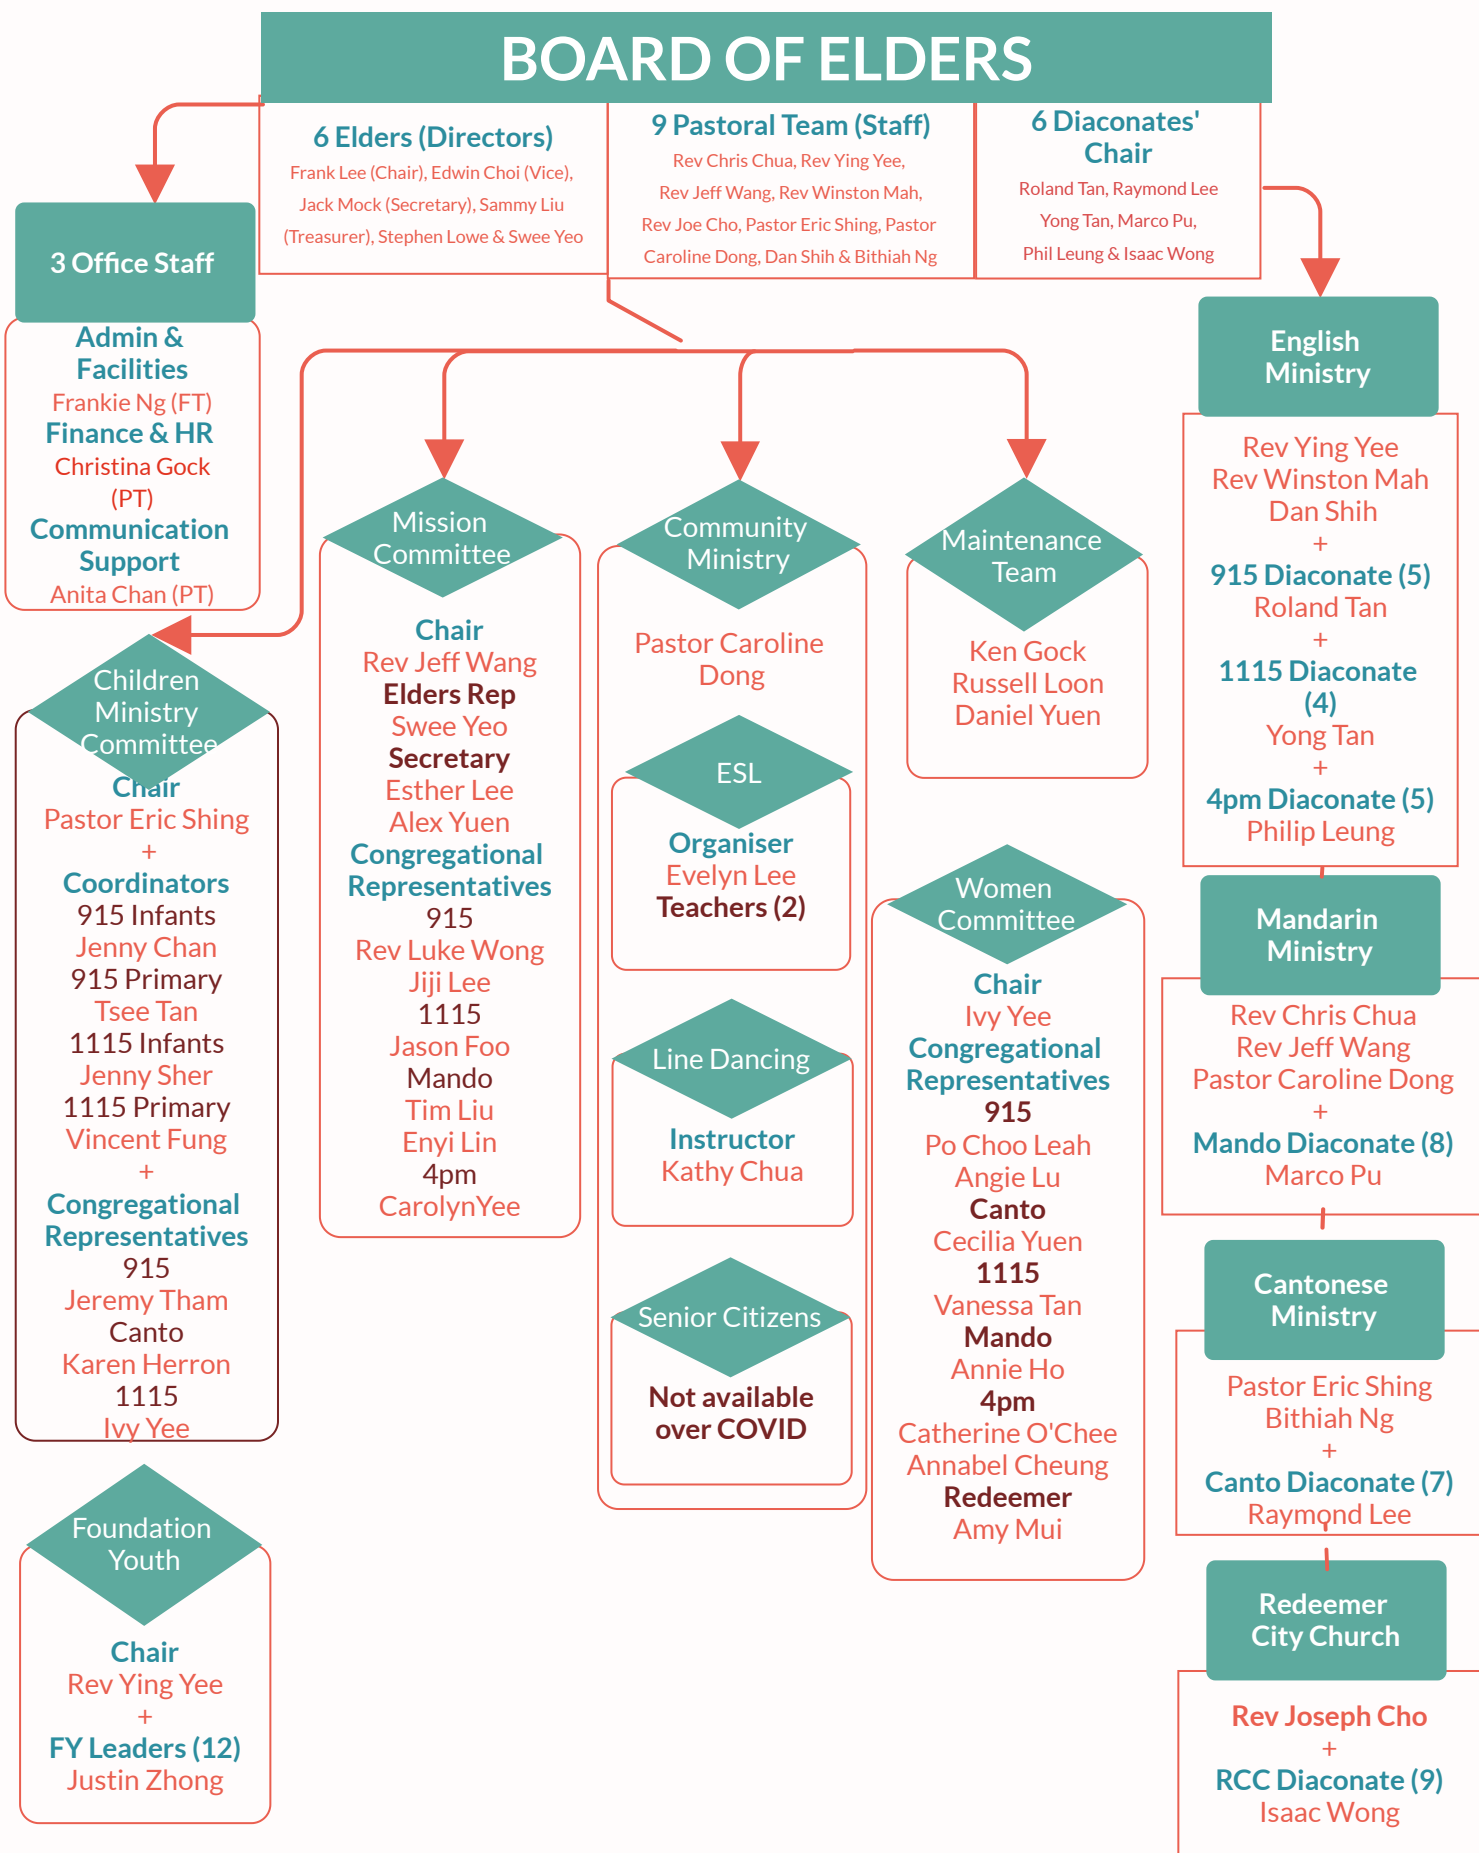 BOARD OF ELDERS
6 Elders (Directors)
Frank Lee (Chair), Edwin Choi (Vice),
Jack Mock (Secretary), Sammy Liu
(Treasurer), Stephen Lowe & Swee Yeo
9 Pastoral Team (Staff)
Rev Chris Chua, Rev Ying Yee,
Rev Jeff Wang, Rev Winston Mah,
Rev Joe Cho, Pastor Eric Shing, Pastor
Caroline Dong, Dan Shih & Bithiah Ng
6 Diaconates'
Chair
Roland Tan, Raymond Lee
Yong Tan, Marco Pu,
Phil Leung & Isaac Wong
3 Office Staff
Admin &
Facilities
Frankie Ng (FT)
Finance & HR
Christina Gock
(PT)
Communication
Support
Anita Chan (PT)
Children
Ministry
Committee
Chair
Pastor Eric Shing
+
Coordinators
915 Infants
Jenny Chan
915 Primary
Tsee Tan
1115 Infants
Jenny Sher
1115 Primary
Vincent Fung
+
Congregational
Representatives
915
Jeremy Tham
Canto
Karen Herron
1115
Ivy Yee
Foundation
Youth
Chair
Rev Ying Yee
+
FY Leaders (12)
Justin Zhong
Mission
Committee
Chair
Rev Jeff Wang
Elders Rep
Swee Yeo
Secretary
Esther Lee
Alex Yuen
Congregational
Representatives
915
Rev Luke Wong
Jiji Lee
1115
Jason Foo
Mando
Tim Liu
Enyi Lin
4pm
CarolynYee
Community
Ministry
Pastor Caroline
Dong
ESL
Organiser
Evelyn Lee
Teachers (2)
Line Dancing
Instructor
Kathy Chua
Senior Citizens
Not available
over COVID
Maintenance
Team
Ken Gock
Russell Loon
Daniel Yuen
Women
Committee
Chair
Ivy Yee
Congregational
Representatives
915
Po Choo Leah
Angie Lu
Canto
Cecilia Yuen
1115
Vanessa Tan
Mando
Annie Ho
4pm
Catherine O'Chee
Annabel Cheung
Redeemer
Amy Mui
English
Ministry
Rev Ying Yee
Rev Winston Mah
Dan Shih
+
915 Diaconate (5)
Roland Tan
+
1115 Diaconate
(4)
Yong Tan
+
4pm Diaconate (5)
Philip Leung
Mandarin
Ministry
Rev Chris Chua
Rev Jeff Wang
Pastor Caroline Dong
+
Mando Diaconate (8)
Marco Pu
Cantonese
Ministry
Pastor Eric Shing
Bithiah Ng
+
Canto Diaconate (7)
Raymond Lee
Redeemer
City Church
Rev Joseph Cho
+
RCC Diaconate (9)
Isaac Wong